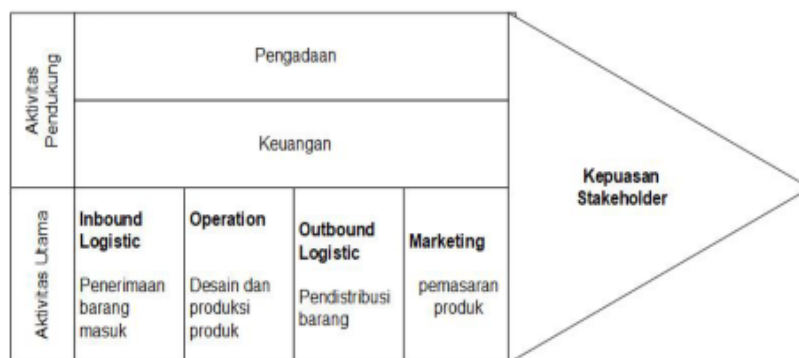 Aktivitas
Pendukung
Pengadaan
Keuangan
Kepuasan
Stakeholder
Aktivitas Utama
Inbound
Logistic
Penerimaan
barang
masuk
Operation
Desain dan
produksi
produk
Outbound
Logistic
Pendistribusi
barang
Marketing
pemasaran
produk